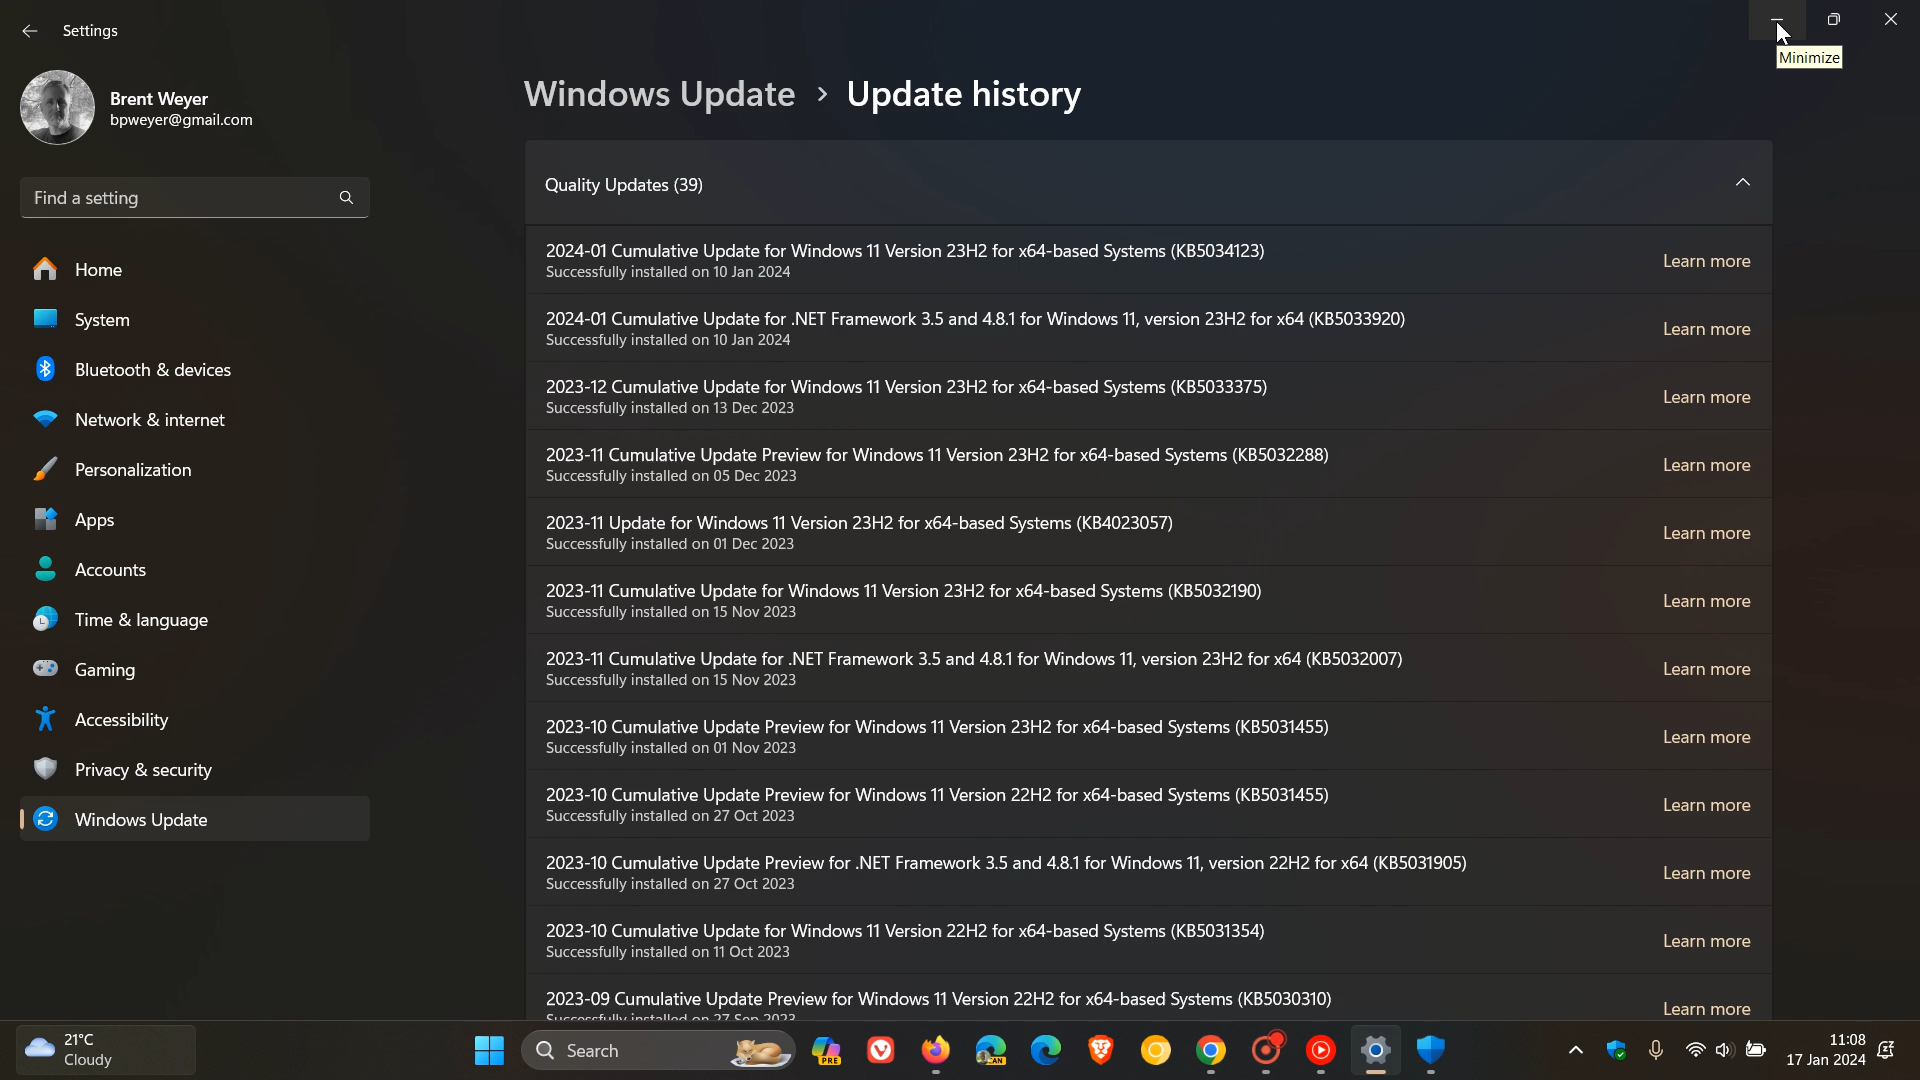 Settings
Minimize
Brent Weyer
bpweyer@gmail.com
Find a setting
Home
System
Bluetooth & devices
Network & internet
Personalization
Apps
Accounts
Time & language
Gaming
Accessibility
Privacy & security
Windows Update
Windows Update > Update history
Quality Updates (39)
2024-01 Cumulative Update for Windows 11 Version 23H2 for x64-based Systems (KB5034123)
Successfully installed on 10 Jan 2024
Learn more
2024-01 Cumulative Update for .NET Framework 3.5 and 4.8.1 for Windows 11, version 23H2 for x64 (KB5033920)
Successfully installed on 10 Jan 2024
Learn more
2023-12 Cumulative Update for Windows 11 Version 23H2 for x64-based Systems (KB5033375)
Successfully installed on 13 Dec 2023
Learn more
2023-11 Cumulative Update Preview for Windows 11 Version 23H2 for x64-based Systems (KB5032288)
Successfully installed on 05 Dec 2023
Learn more
2023-11 Update for Windows 11 Version 23H2 for x64-based Systems (KB4023057)
Successfully installed on 01 Dec 2023
Learn more
2023-11 Cumulative Update for Windows 11 Version 23H2 for x64-based Systems (KB5032190)
Successfully installed on 15 Nov 2023
Learn more
2023-11 Cumulative Update for .NET Framework 3.5 and 4.8.1 for Windows 11, version 23H2 for x64 (KB5032007)
Successfully installed on 15 Nov 2023
Learn more
2023-10 Cumulative Update Preview for Windows 11 Version 23H2 for x64-based Systems (KB5031455)
Successfully installed on 01 Nov 2023
Learn more
2023-10 Cumulative Update Preview for Windows 11 Version 22H2 for x64-based Systems (KB5031455)
Successfully installed on 27 Oct 2023
Learn more
2023-10 Cumulative Update Preview for .NET Framework 3.5 and 4.8.1 for Windows 11, version 22H2 for x64 (KB5031905)
Successfully installed on 27 Oct 2023
Learn more
2023-10 Cumulative Update for Windows 11 Version 22H2 for x64-based Systems (KB5031354)
Successfully installed on 11 Oct 2023
Learn more
2023-09 Cumulative Update Preview for Windows 11 Version 22H2 for x64-based Systems (KB5030310)
Successfully installed on 27 Sep 2023
Learn more
21°C
Cloudy
Search
PRE
CAN
11:08
17 Jan 2024